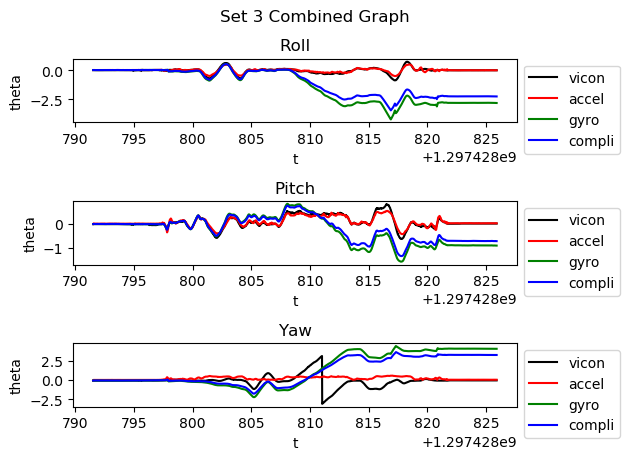 Set 3 Combined Graph
Roll
0.0
−2.5
theta
790 795 800 805 810 815 820 825
t
+1.297428e9
vicon
accel
gyro
compli
Pitch
0
−1
theta
790 795 800 805 810 815 820 825
t
+1.297428e9
vicon
accel
gyro
compli
Yaw
2.5
0.0
−2.5
theta
790 795 800 805 810 815 820 825
t
+1.297428e9
vicon
accel
gyro
compli